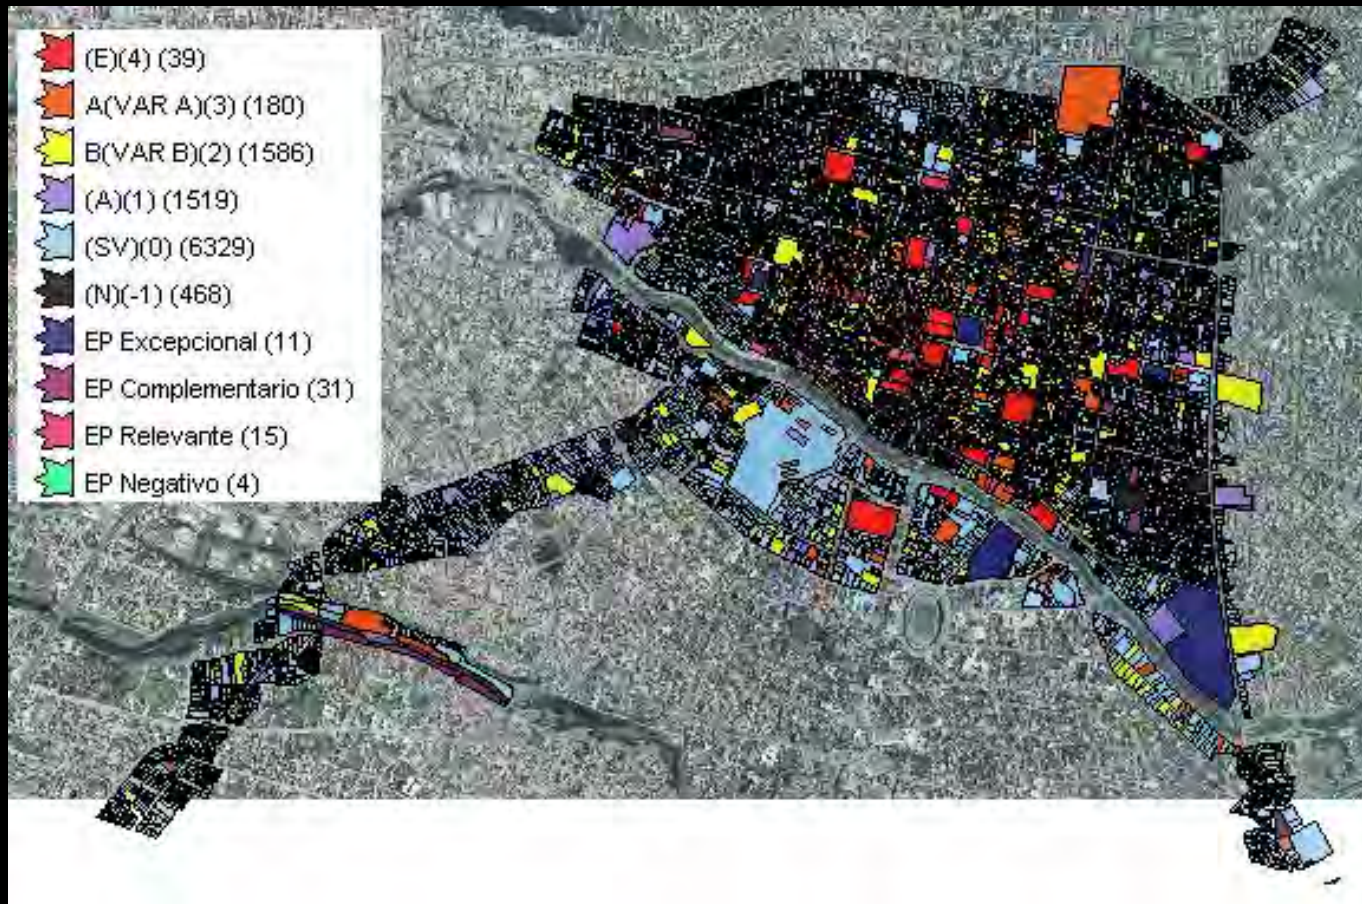 (E)(4) (39)
A(VAR A)(3) (180)
B(VAR B)(2) (1586)
(A)(1) (1519)
(SV)(0) (6329)
(N)(-1) (468)
EP Excepcional (11)
EP Complementario (31)
EP Relevante (15)
EP Negativo (4)